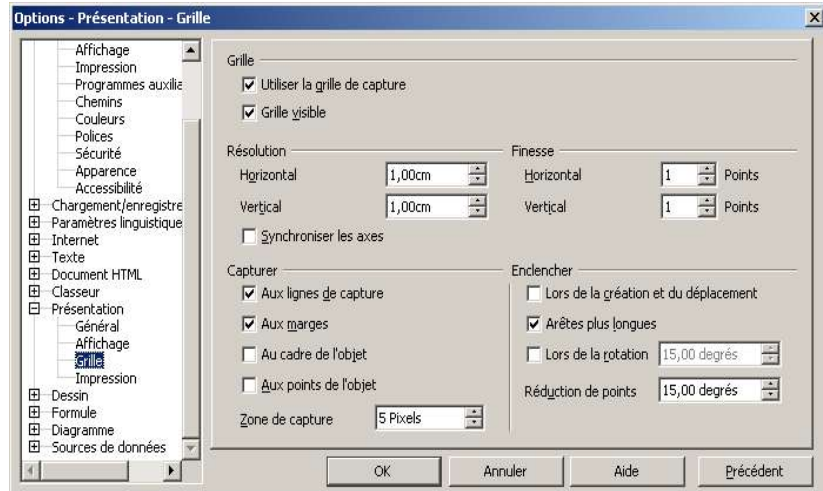 Options - Présentation - Grille
Affichage
Impression
Programmes auxilia
Chemins
Couleurs
Polices
Sécurité
Apparence
Accessibilité
Chargement/enregistre
Paramètres linguistique
Internet
Texte
Document HTML
Classeur
Présentation
Général
Affichage
Grille
Impression
Dessin
Formule
Diagramme
Sources de données
Grille
Utiliser la grille de capture
Grille visible
Résolution
Horizontal 1,00cm
Vertical 1,00cm
Synchroniser les axes
Finesse
Horizontal 1 Points
Vertical 1 Points
Capturer
Aux lignes de capture
Aux marges
Au cadre de l'objet
Aux points de l'objet
Zone de capture 5 Pixels
Enclencher
Lors de la création et du déplacement
Arêtes plus longues
Lors de la rotation 15,00 degrés
Réduction de points 15,00 degrés
OK Annuler Aide Précédent